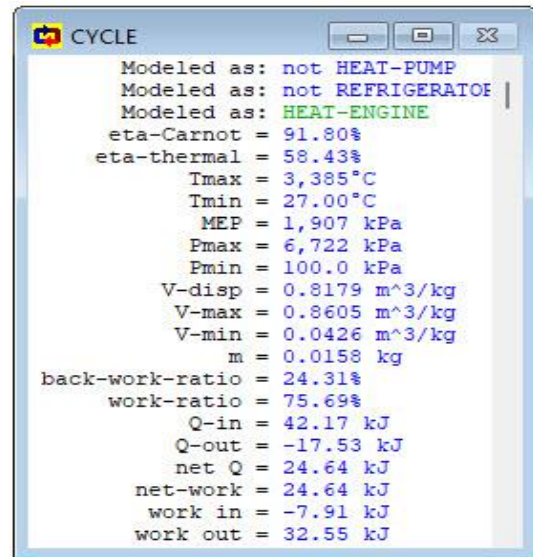 CYCLE
Modeled as: not HEAT-PUMP
Modeled as: not REFRIGERATOR
Modeled as: HEAT-ENGINE
eta-Carnot = 91.80%
eta-thermal = 58.43%
Tmax = 3,385°C
Tmin = 27.00°C
MEP = 1,907 kPa
Pmax = 6,722 kPa
Pmin = 100.0 kPa
V-disp = 0.8179 m^3/kg
V-max = 0.8605 m^3/kg
V-min = 0.0426 m^3/kg
m = 0.0158 kg
back-work-ratio = 24.31%
work-ratio = 75.69%
Q-in = 42.17 kJ
Q-out = -17.53 kJ
net Q = 24.64 kJ
net-work = 24.64 kJ
work in = -7.91 kJ
work out = 32.55 kJ